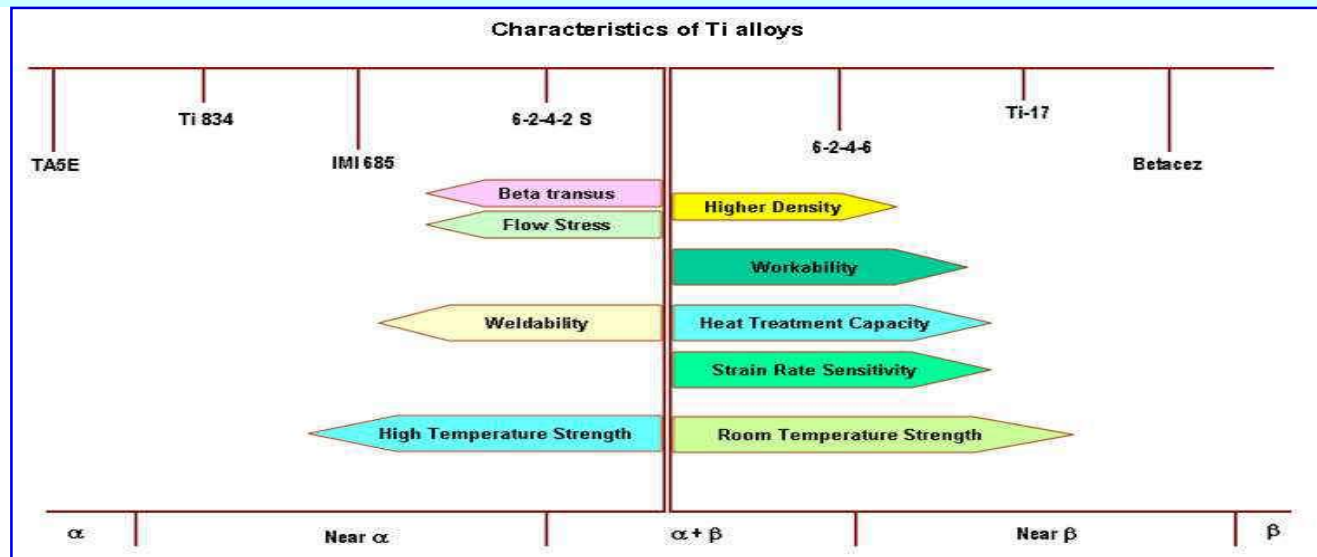 Characteristics of Ti alloys
TA5E
Ti 834
IMI 685
6-2-4-2 S
6-2-4-6
Ti-17
Betacez
Beta transus
Flow Stress
Higher Density
Workability
Weldability
Heat Treatment Capacity
Strain Rate Sensitivity
High Temperature Strength
Room Temperature Strength
α
Near α
α + β
Near β
β